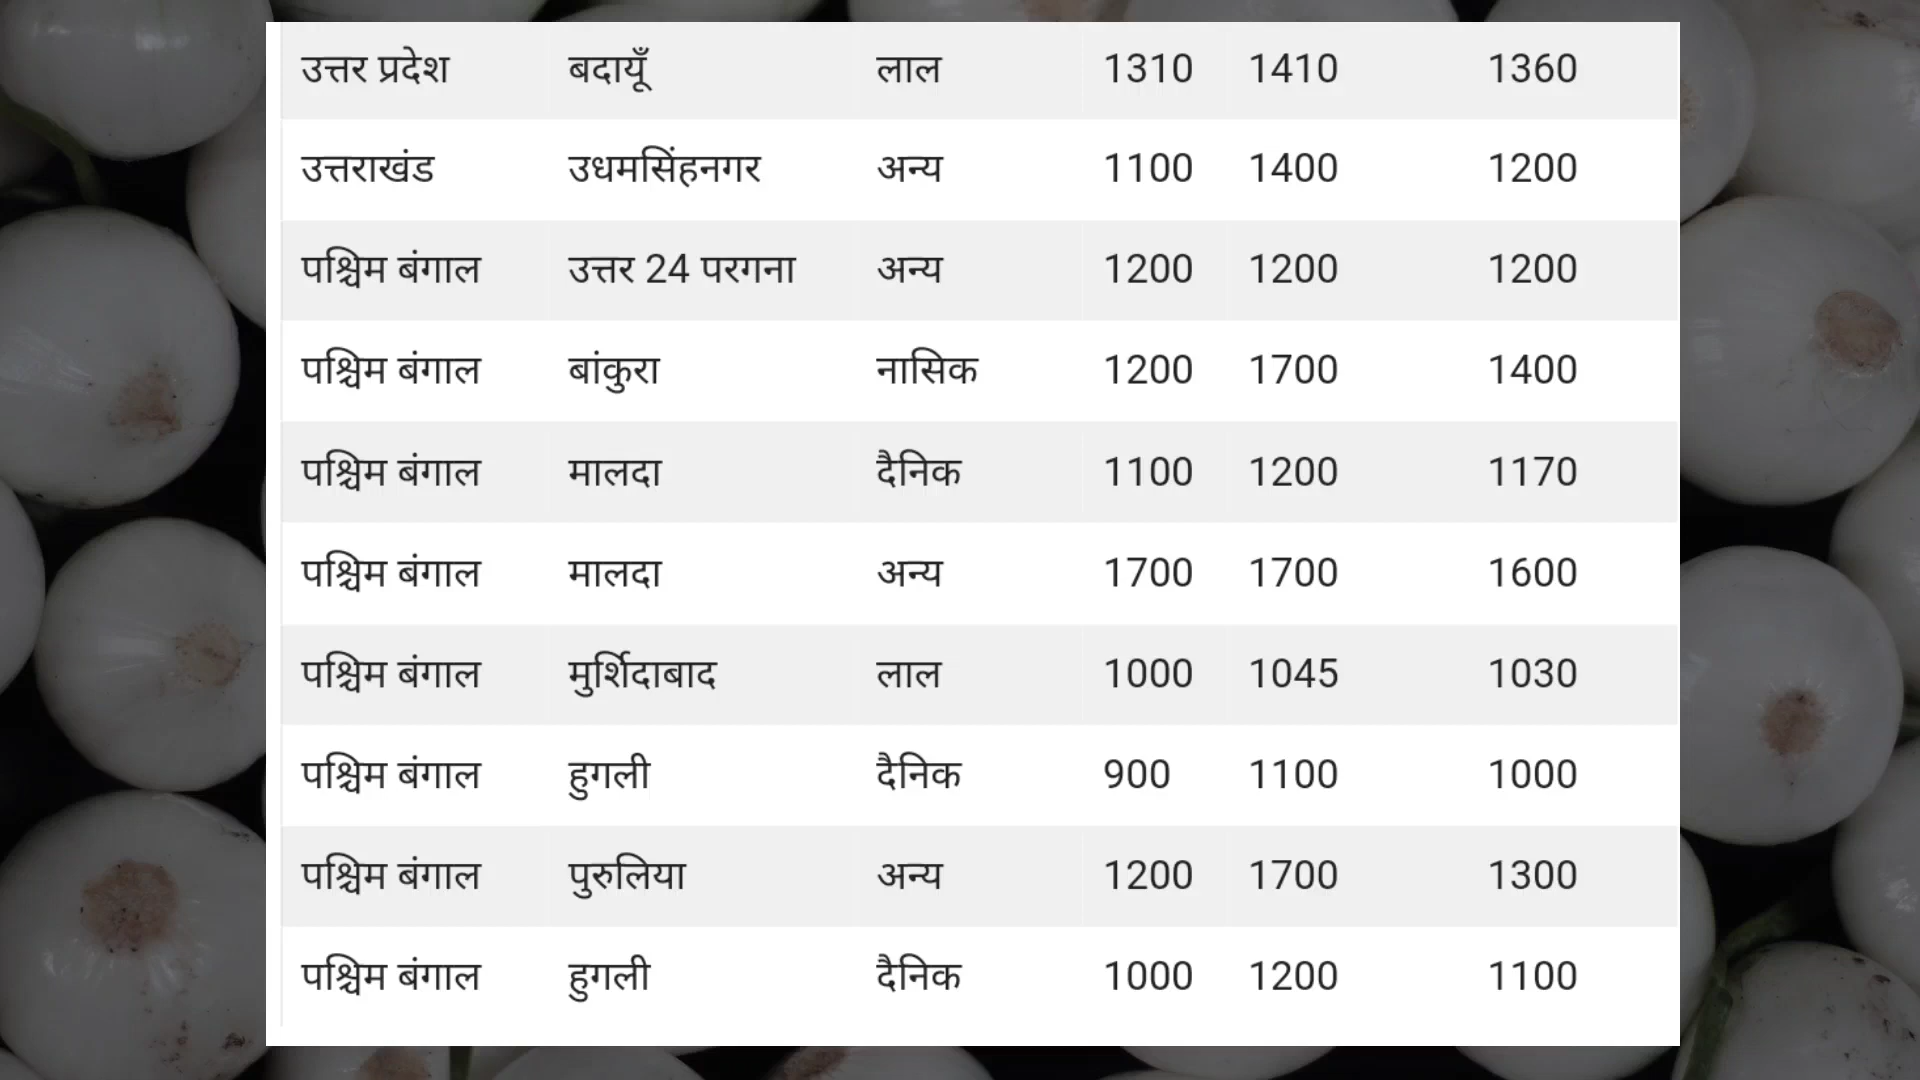 उत्तर प्रदेश बदायूँ लाल 1310 1410 1360
उत्तराखंड उधमसिंहनगर अन्य 1100 1400 1200
पश्चिम बंगाल उत्तर 24 परगना अन्य 1200 1200 1200
पश्चिम बंगाल बांकुरा नासिक 1200 1700 1400
पश्चिम बंगाल मालदा दैनिक 1100 1200 1170
पश्चिम बंगाल मालदा अन्य 1700 1700 1600
पश्चिम बंगाल मुर्शिदाबाद लाल 1000 1045 1030
पश्चिम बंगाल हुगली दैनिक 900 1100 1000
पश्चिम बंगाल पुरुलिया अन्य 1200 1700 1300
पश्चिम बंगाल हुगली दैनिक 1000 1200 1100